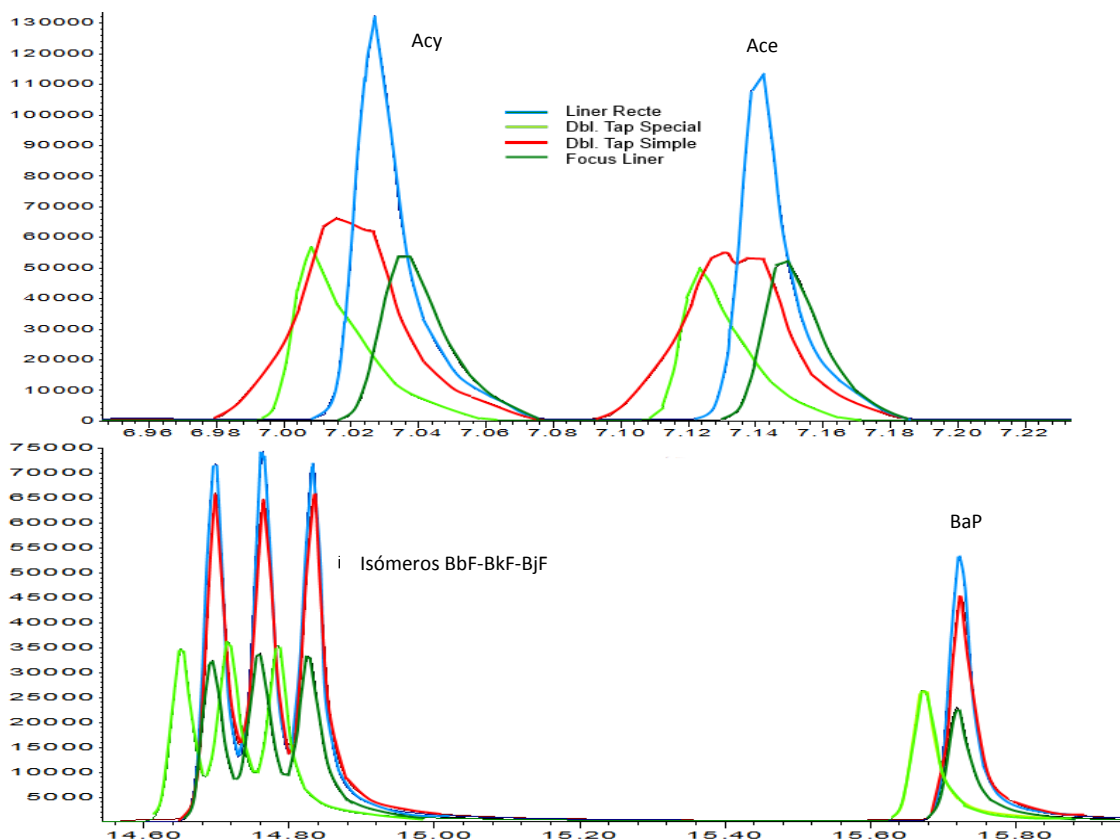 130000
120000
110000
100000
90000
80000
70000
60000
50000
40000
30000
20000
10000
0
Acy
Ace
Liner Recte
Dbl. Tap Special
Dbl. Tap Simple
Focus Liner
6.96 6.98 7.00 7.02 7.04 7.06 7.08 7.10 7.12 7.14 7.16 7.18 7.20 7.22
75000
70000
65000
60000
55000
50000
45000
40000
35000
30000
25000
20000
15000
10000
5000
i Isómeros BbF-BkF-BjF
BaP
14.60 14.80 15.00 15.20 15.40 15.60 15.80